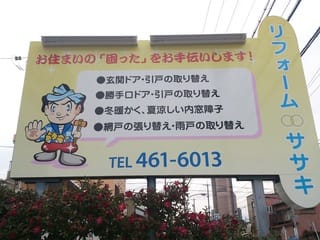 お住まいの「困った」をお手伝いします!
●玄関ドア・引戸の取り替え
●勝手口ドア・引戸の取り替え
●冬暖かく、夏涼しい内窓障子
●網戸の張り替え・雨戸の取り替え
TEL 461-6013
リフォーム
ササキ